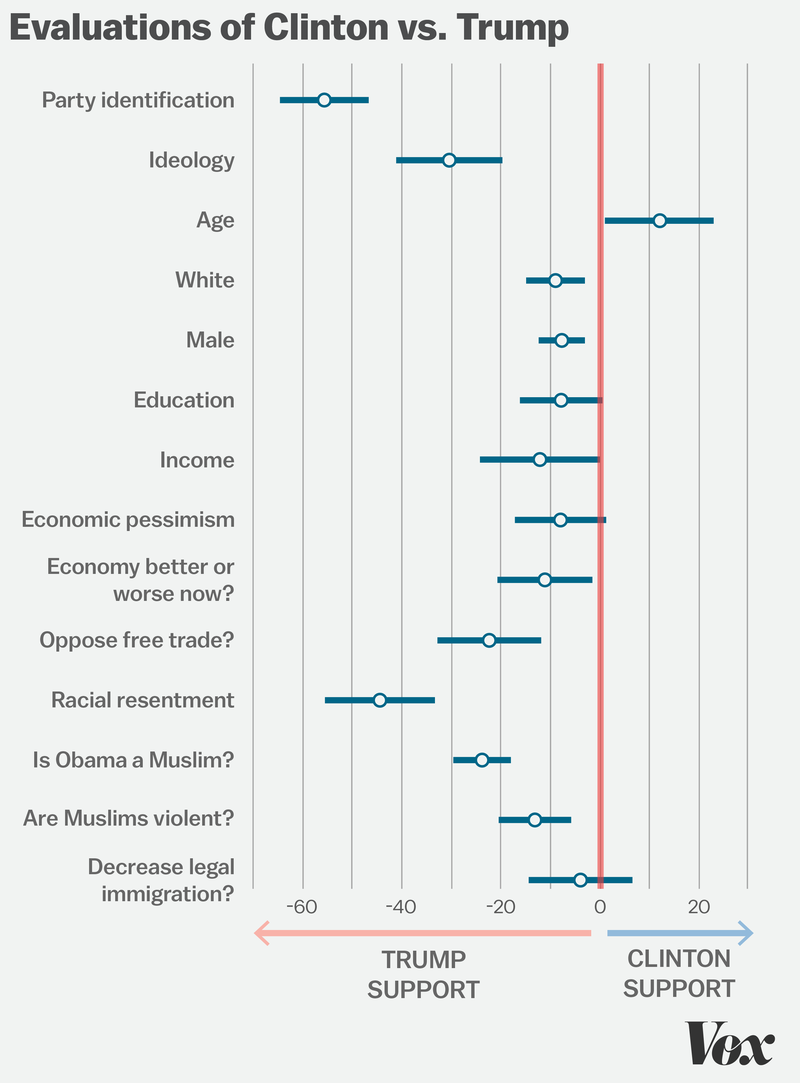 Evaluations of Clinton vs. Trump
Party identification
Ideology
Age
White
Male
Education
Income
Economic pessimism
Economy better or
worse now?
Oppose free trade?
Racial resentment
Is Obama a Muslim?
Are Muslims violent?
Decrease legal
immigration?
-60 -40 -20 0 20
TRUMP
SUPPORT
CLINTON
SUPPORT
Vox